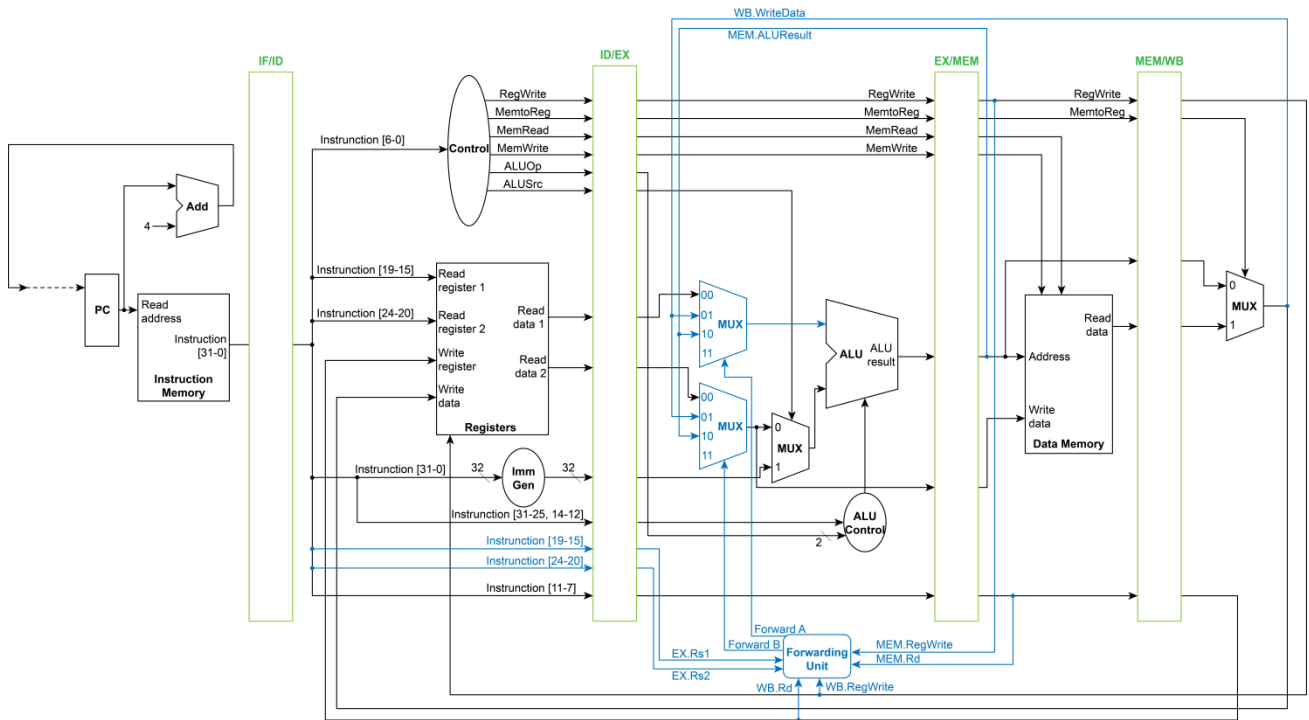 WB.WriteData
MEM.ALUResult
IF/ID
ID/EX
EX/MEM
MEM/WB
RegWrite
MemtoReg
MemRead
MemWrite
ALUOp
ALUSrc
Control
RegWrite
MemtoReg
MemRead
MemWrite
RegWrite
MemtoReg
Instrunction [6-0]
Add
4
PC
Read
address
Instruction
[31-0]
Instruction
Memory
Instrunction [19-15]
Instrunction [24-20]
Read
register 1
Read
register 2
Write
register
Write
data
Read
data 1
Read
data 2
Registers
00
01
10
11
MUX
00
01
10
11
MUX
0
1
MUX
ALU
ALU
result
Address
Write
data
Read
data
Data Memory
0
1
MUX
Instrunction [31-0]
32
Imm
Gen
32
Instrunction [31-25, 14-12]
2
ALU
Control
Instrunction [19-15]
Instrunction [24-20]
Instrunction [11-7]
Forward A
Forward B
EX.Rs1
EX.Rs2
Forwarding
Unit
MEM.RegWrite
MEM.Rd
WB.Rd
WB.RegWrite